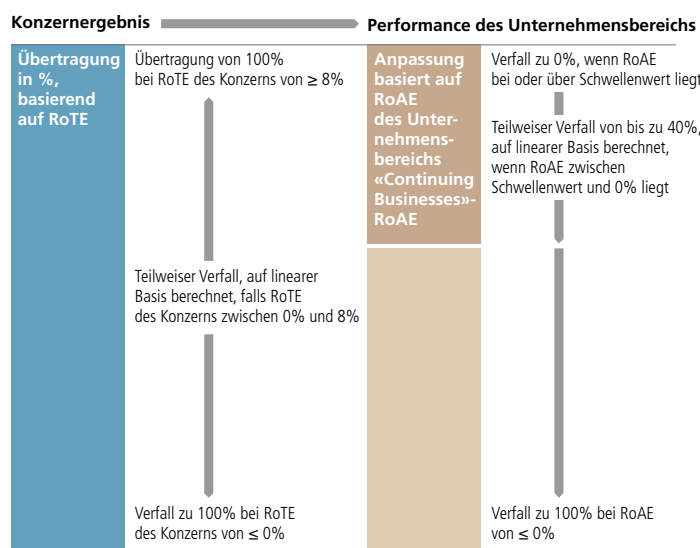 Konzernergebnis
Performance des Unternehmensbereichs
Übertragung
in %,
basierend
auf RoTE
Übertragung von 100%
bei RoTE des Konzerns von ≥ 8%
Teilweiser Verfall, auf linearer
Basis berechnet, falls RoTE
des Konzerns zwischen 0% und 8%
Verfall zu 100% bei RoTE
des Konzerns von ≤ 0%
Anpassung
basiert auf
RoAE
des Unter-
nehmens-
bereichs
«Continuing
Businesses»-
RoAE
Verfall zu 0%, wenn RoAE
bei oder über Schwellenwert liegt
Teilweiser Verfall von bis zu 40%,
auf linearer Basis berechnet,
wenn RoAE zwischen
Schwellenwert und 0% liegt
Verfall zu 100% bei RoAE
von ≤ 0%